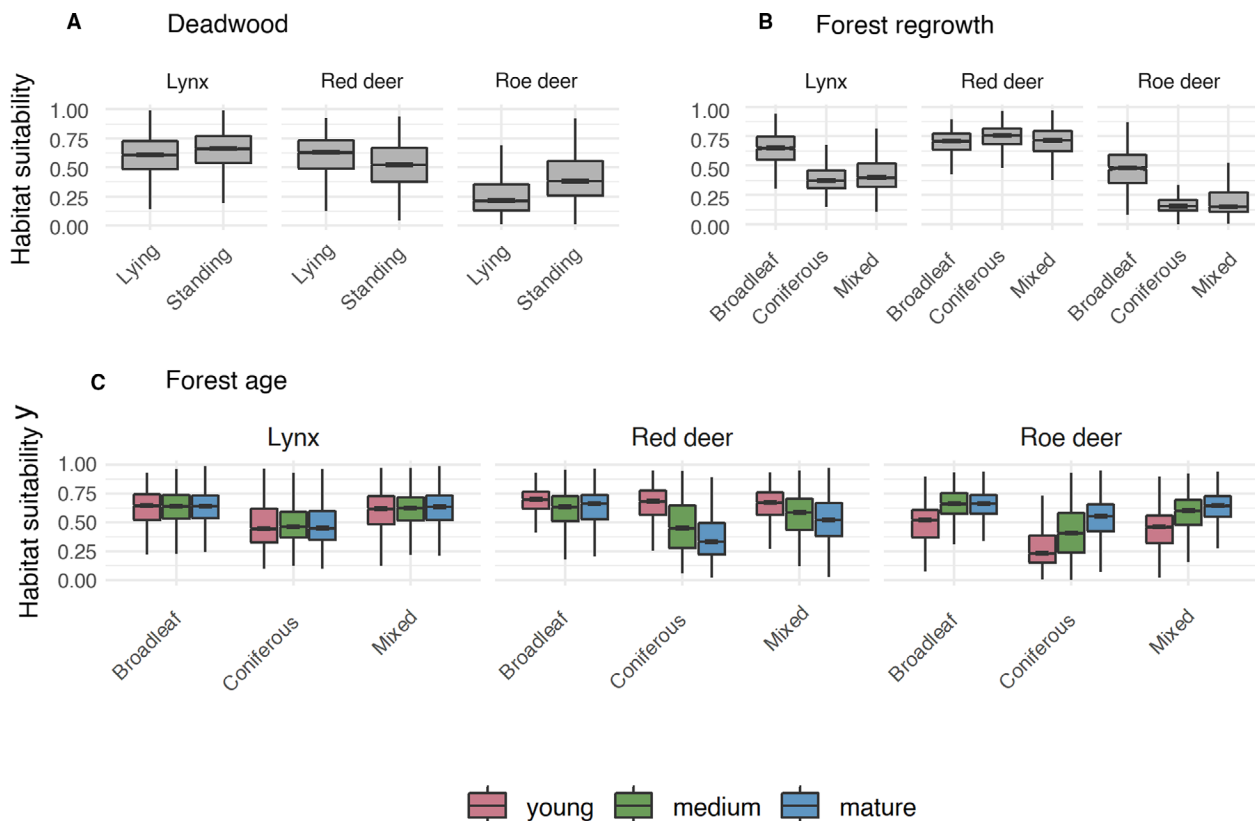 A Deadwood
B Forest regrowth
Habitat suitability
Lynx Red deer Roe deer
1.00
0.75
0.50
0.25
0.00
Lying Standing Lying Standing Lying Standing
Lynx Red deer Roe deer
1.00
0.75
0.50
0.25
0.00
Broadleaf Coniferous Mixed Broadleaf Coniferous Mixed Broadleaf Coniferous Mixed
Habitat suitability
C Forest age
Habitat suitability y
Lynx Red deer Roe deer
1.00
0.75
0.50
0.25
0.00
Broadleaf Coniferous Mixed Broadleaf Coniferous Mixed Broadleaf Coniferous Mixed
young medium mature